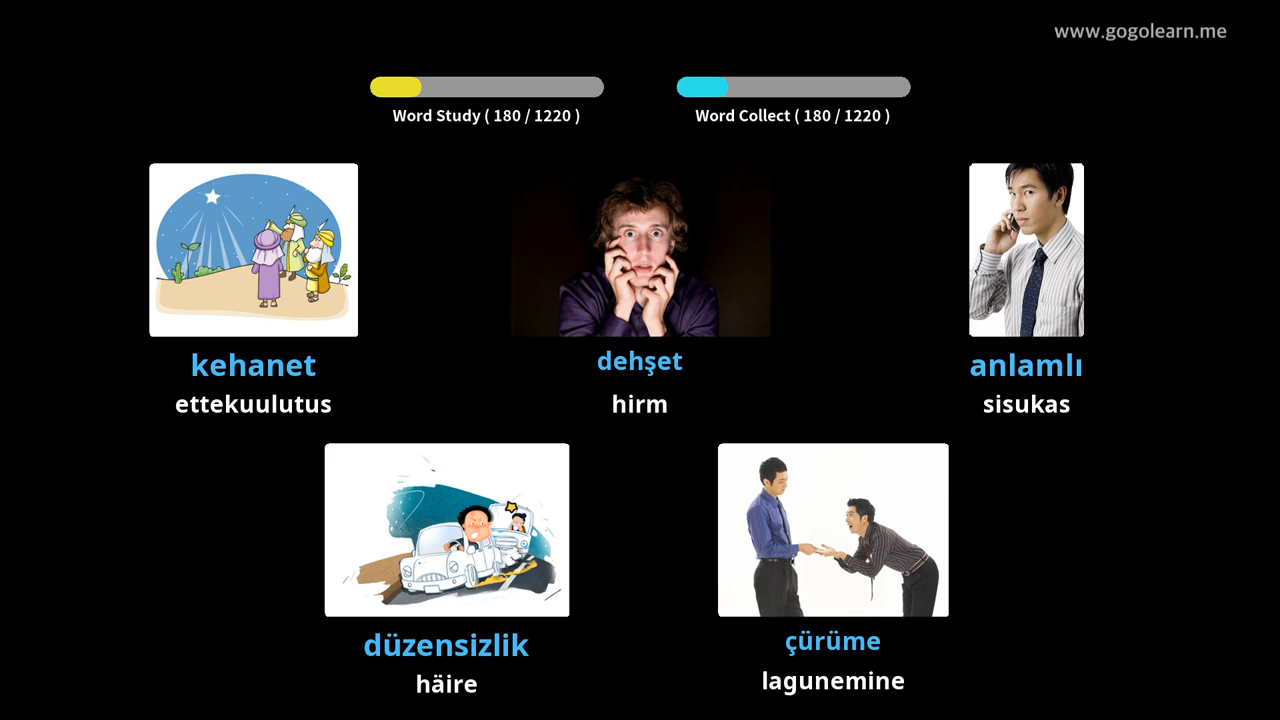 www.gogolearn.me
Word Study ( 180 / 1220 )
Word Collect ( 180 / 1220 )
kehanet
ettekuulutus
dehşet
hirm
anlamlı
sisukas
düzensizlik
häire
çürüme
lagunemine